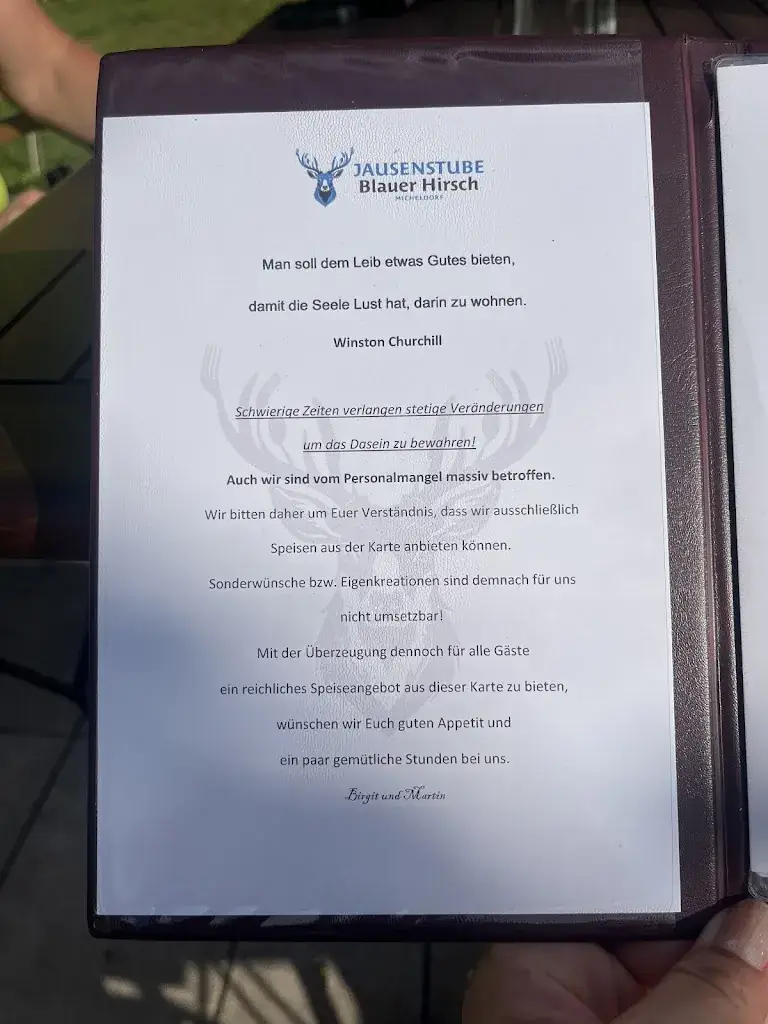 JAUSENSTUBE
Blauer Hirsch
MICHELDORF
Man soll dem Leib etwas Gutes bieten,
damit die Seele Lust hat, darin zu wohnen.
Winston Churchill
Schwierige Zeiten verlangen stetige Veränderungen
um das Dasein zu bewahren!
Auch wir sind vom Personalmangel massiv betroffen.
Wir bitten daher um Euer Verständnis, dass wir ausschließlich
Speisen aus der Karte anbieten können.
Sonderwünsche bzw. Eigenkreationen sind demnach für uns
nicht umsetzbar!
Mit der Überzeugung dennoch für alle Gäste
ein reichliches Speiseangebot aus dieser Karte zu bieten,
wünschen wir Euch guten Appetit und
ein paar gemütliche Stunden bei uns.
Birgit und Martin